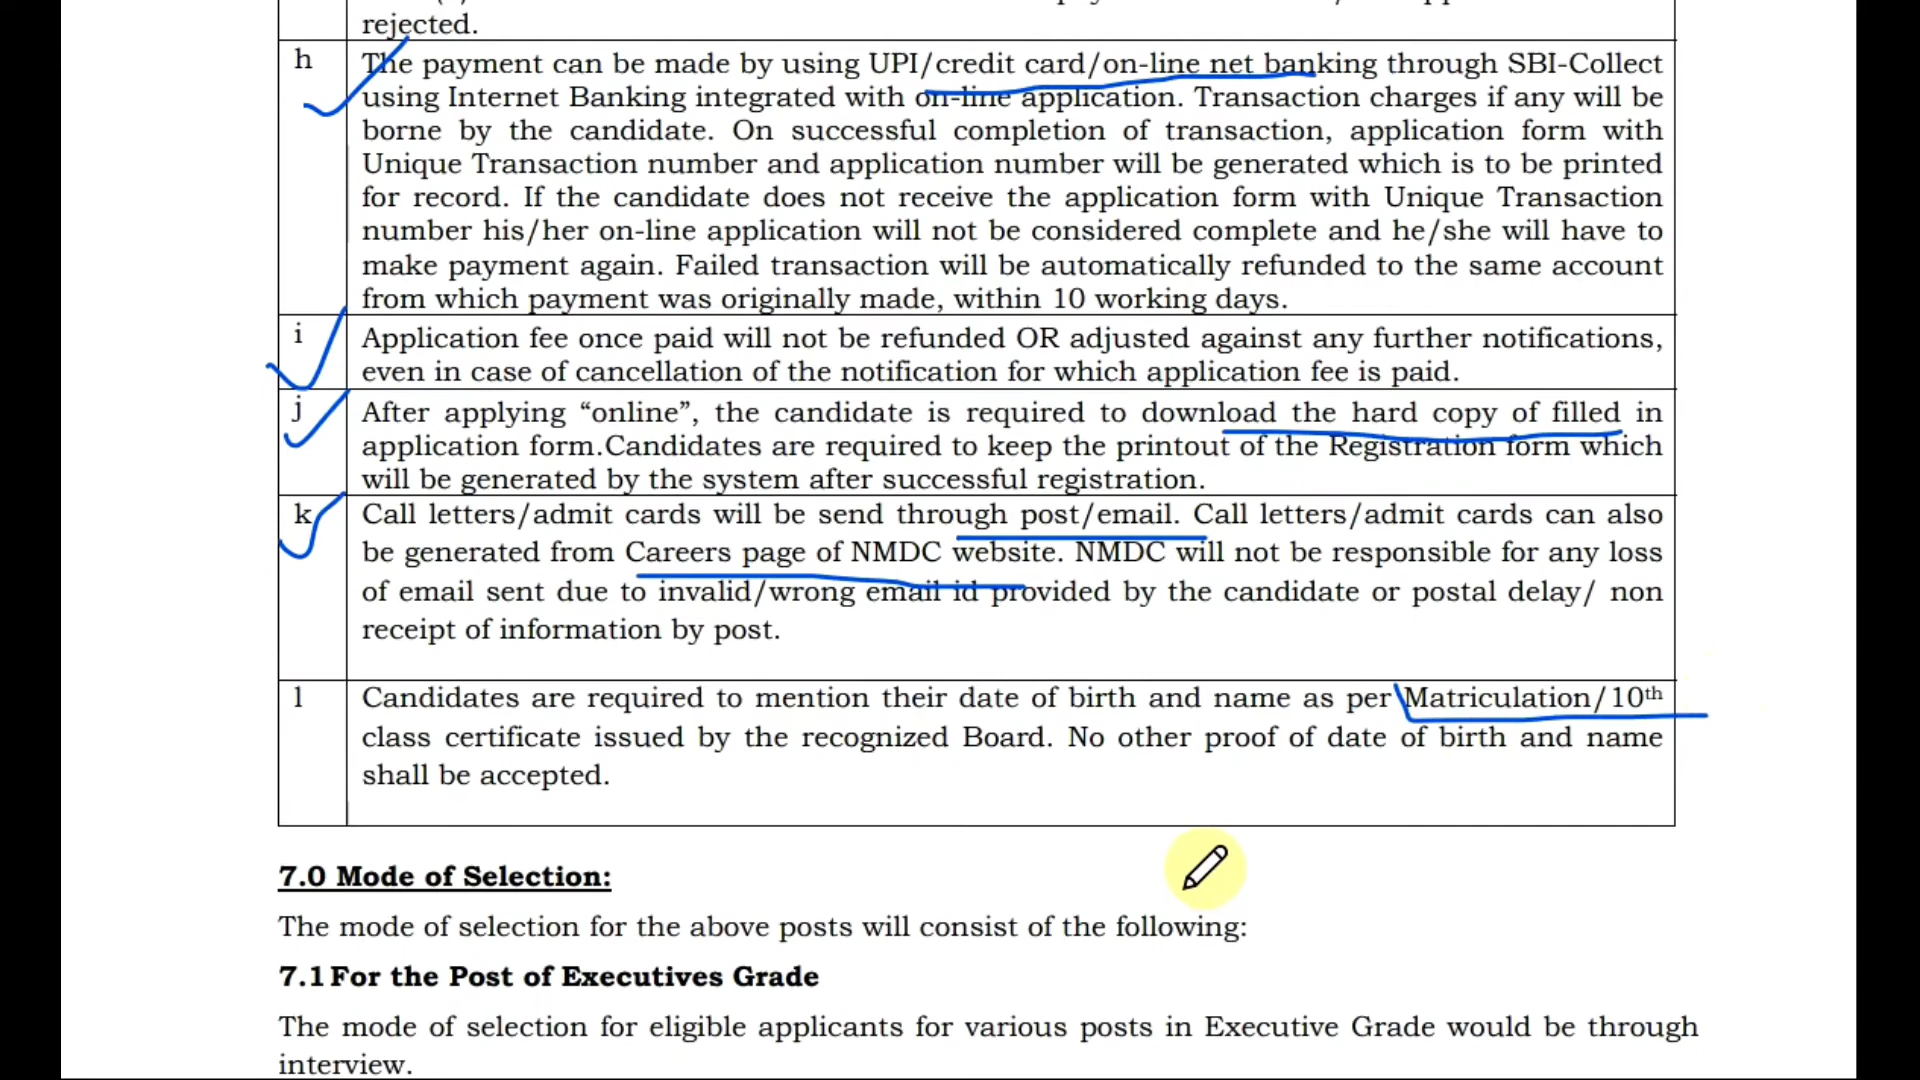 rejected.
h
The payment can be made by using UPI/credit card/on-line net banking through SBI-Collect
using Internet Banking integrated with on-line application. Transaction charges if any will be
borne by the candidate. On successful completion of transaction, application form with
Unique Transaction number and application number will be generated which is to be printed
for record. If the candidate does not receive the application form with Unique Transaction
number his/her on-line application will not be considered complete and he/she will have to
make payment again. Failed transaction will be automatically refunded to the same account
from which payment was originally made, within 10 working days.
i
Application fee once paid will not be refunded OR adjusted against any further notifications,
even in case of cancellation of the notification for which application fee is paid.
j
After applying “online”, the candidate is required to download the hard copy of filled in
application form.Candidates are required to keep the printout of the Registration form which
will be generated by the system after successful registration.
k
Call letters/admit cards will be send through post/email. Call letters/admit cards can also
be generated from Careers page of NMDC website. NMDC will not be responsible for any loss
of email sent due to invalid/wrong email id provided by the candidate or postal delay/ non
receipt of information by post.
l
Candidates are required to mention their date of birth and name as per Matriculation/10th
class certificate issued by the recognized Board. No other proof of date of birth and name
shall be accepted.
7.0 Mode of Selection:
The mode of selection for the above posts will consist of the following:
7.1 For the Post of Executives Grade
The mode of selection for eligible applicants for various posts in Executive Grade would be through
interview.